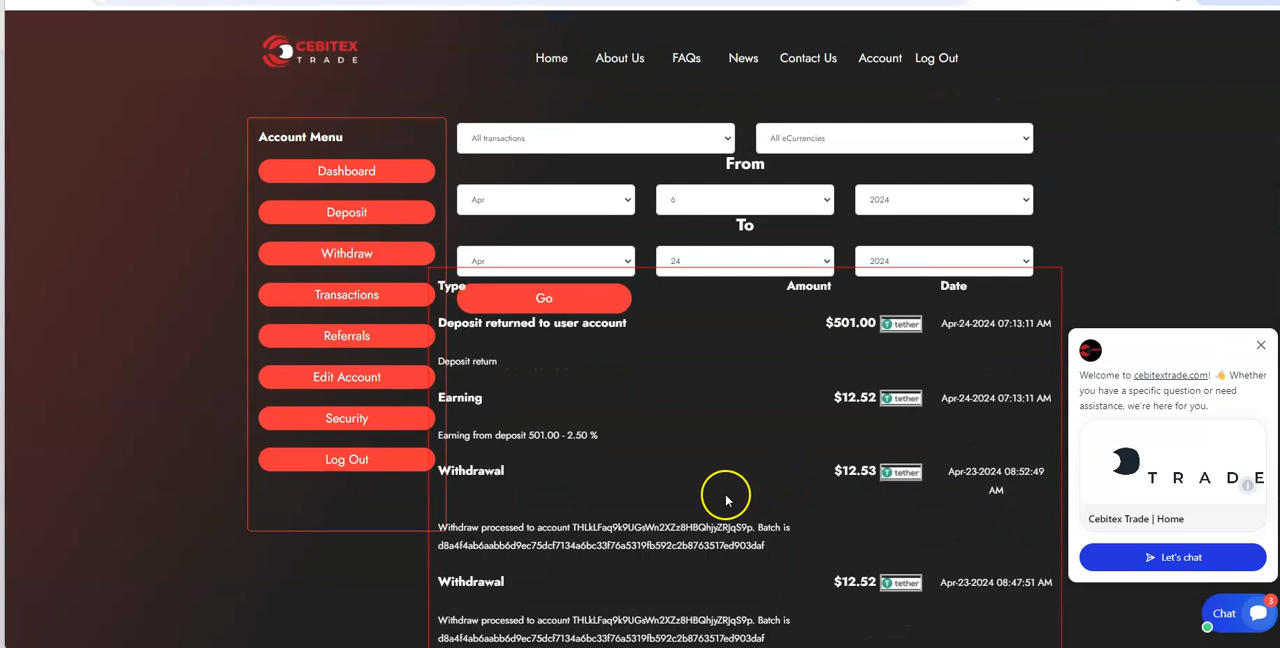 CEBITEX
TRADE
Home About Us FAQs News Contact Us Account Log Out
Account Menu
Dashboard
Deposit
Withdraw
Transactions
Referrals
Edit Account
Security
Log Out
All transactions All eCurrencies
From
Apr 6 2024
To
Apr 24 2024
Type Amount Date
Go
Deposit returned to user account $501.00 tether Apr-24-2024 07:13:11 AM
Deposit return
Earning $12.52 tether Apr-24-2024 07:13:11 AM
Earning from deposit 501.00 - 2.50 %
Withdrawal $12.53 tether Apr-23-2024 08:52:49
AM
Withdraw processed to account THLkLFaq9k9UGsWn2XZz8HBQhjyZRJqS9p. Batch is
d8a4f4ab6aabb6d9ec75dcf7134a6bc33f76a5319fb592c2b8763517ed903daf
Withdrawal $12.52 tether Apr-23-2024 08:47:51 AM
Withdraw processed to account THLkLFaq9k9UGsWn2XZz8HBQhjyZRJqS9p. Batch is
d8a4f4ab6aabb6d9ec75dcf7134a6bc33f76a5319fb592c2b8763517ed903daf
Welcome to cebitextrade.com! 👋 Whether
you have a specific question or need
assistance, we're here for you.
TRADE
Cebitex Trade | Home
Let's chat
Chat 3